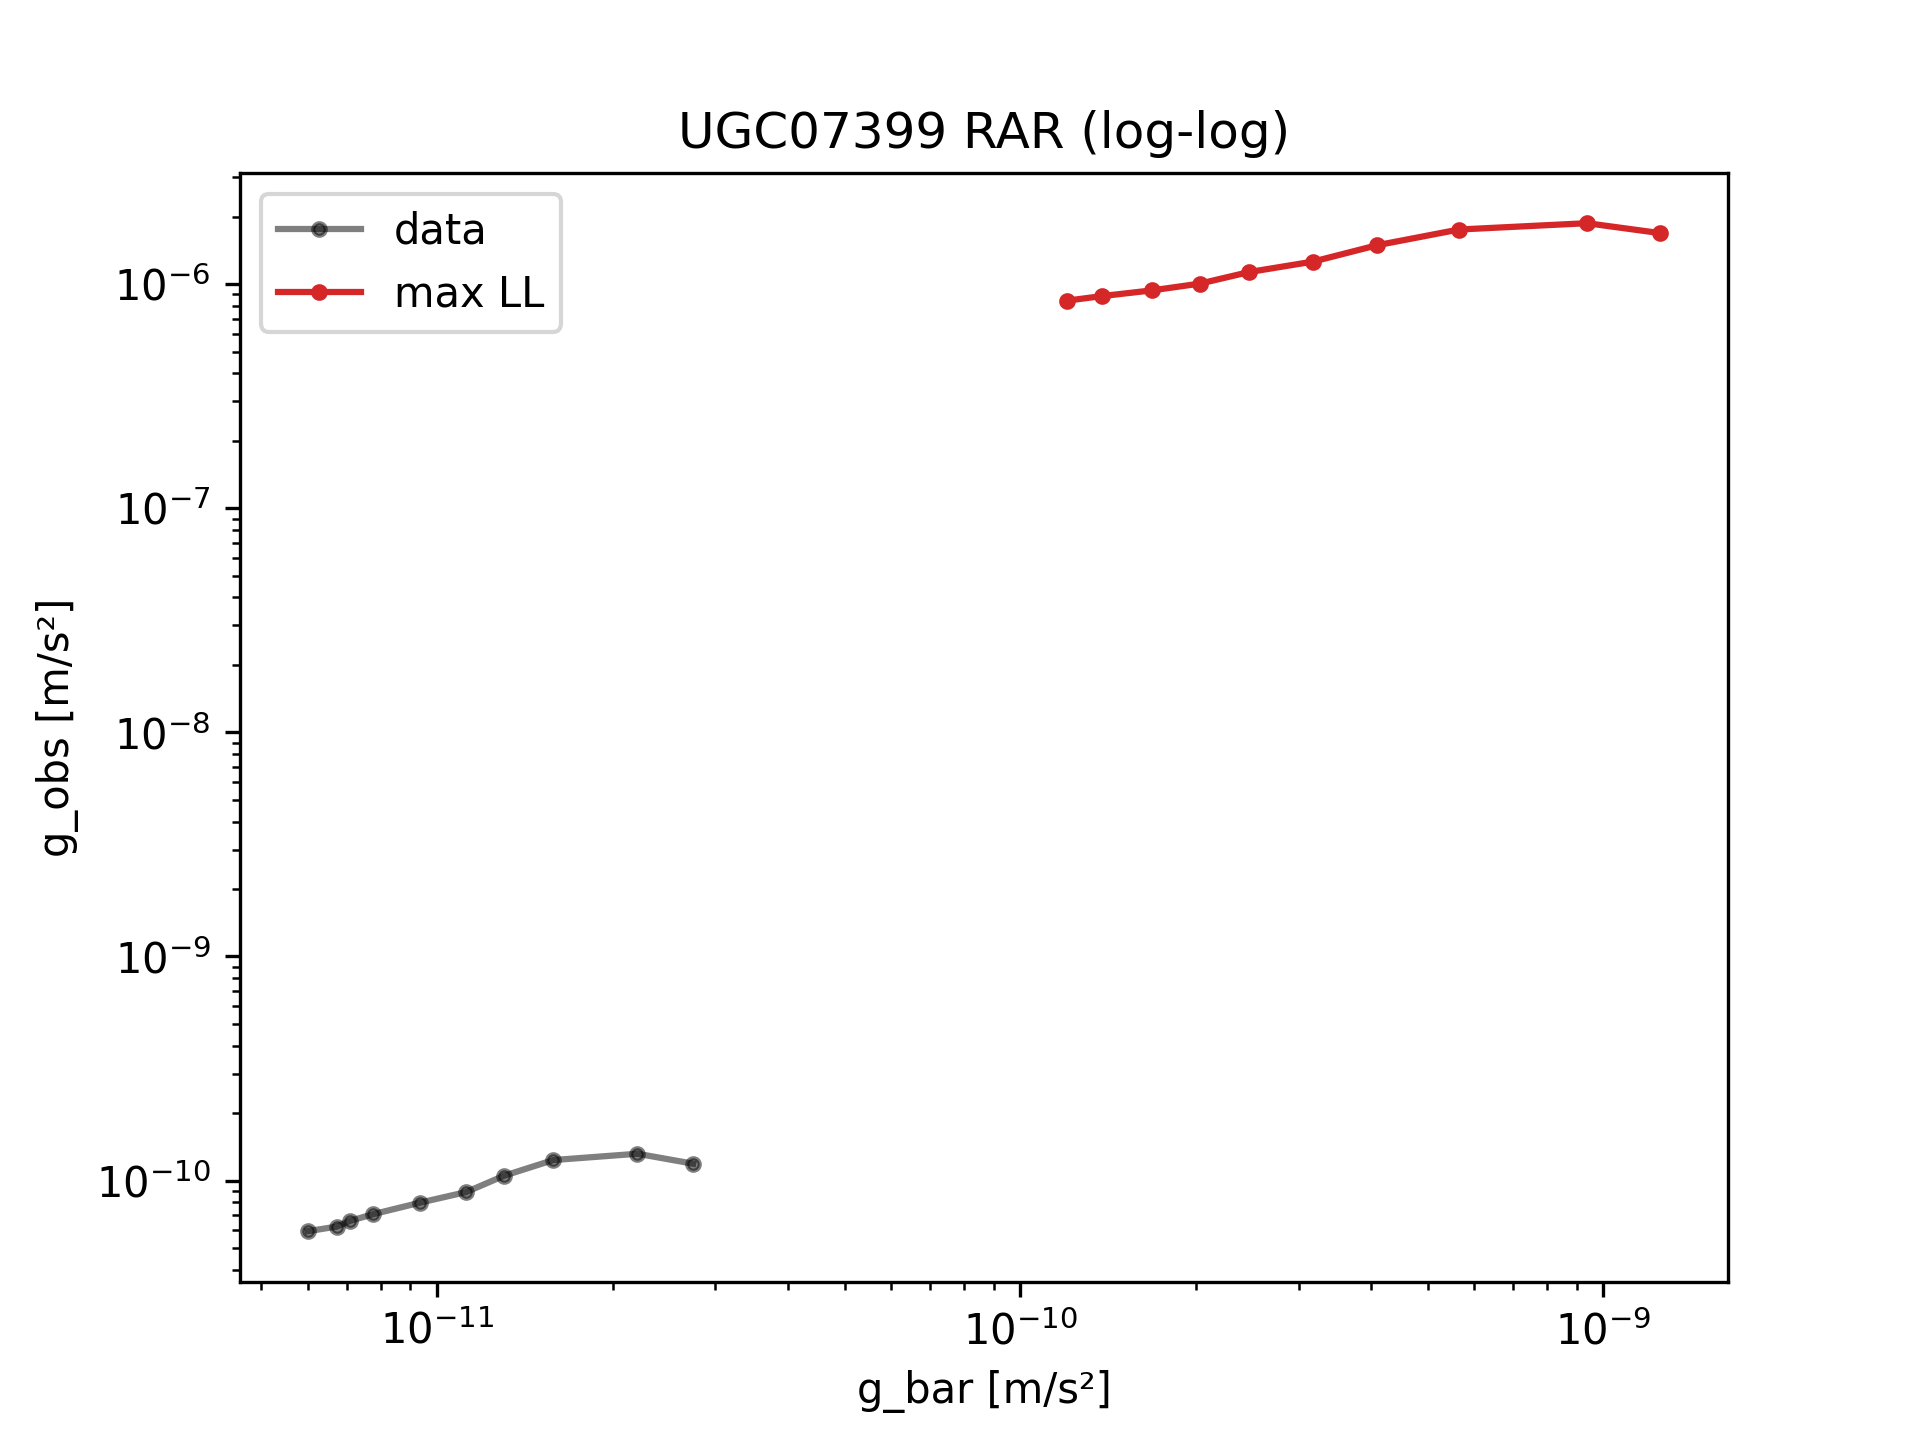 UGC07399 RAR (log-log)
data
max LL
10⁻⁶
10⁻⁷
10⁻⁸
10⁻⁹
10⁻¹⁰
g_obs [m/s²]
10⁻¹¹
10⁻¹⁰
10⁻⁹
g_bar [m/s²]